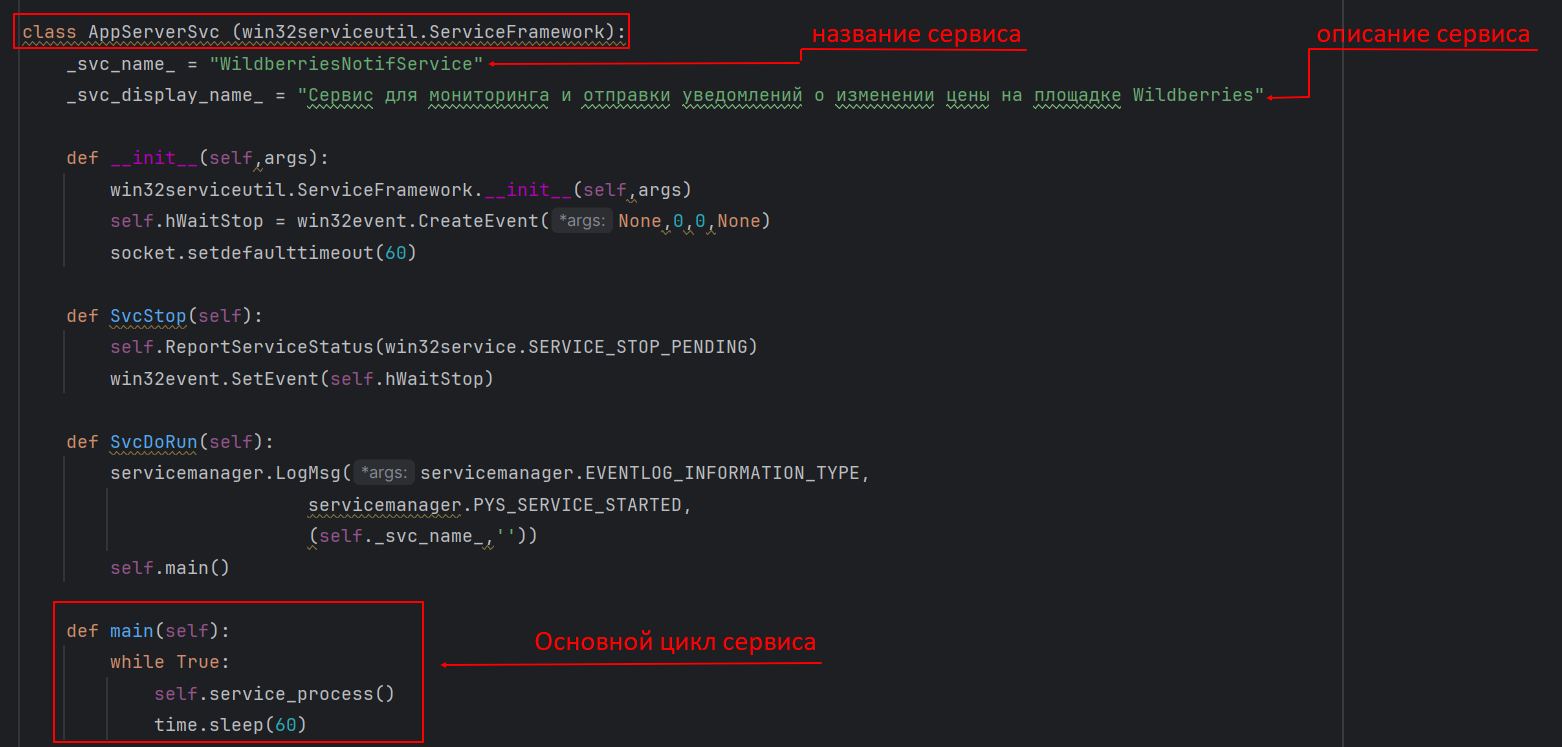 class AppServerSvc (win32serviceutil.ServiceFramework):
название сервиса
описание сервиса
_svc_name_ = "WildberriesNotifService"
_svc_display_name_ = "Сервис для мониторинга и отправки уведомлений о изменении цены на площадке Wildberries"
def __init__(self,args):
win32serviceutil.ServiceFramework.__init__(self,args)
self.hWaitStop = win32event.CreateEvent( *args: None,0,0,None)
socket.setdefaulttimeout(60)
def SvcStop(self):
self.ReportServiceStatus(win32service.SERVICE_STOP_PENDING)
win32event.SetEvent(self.hWaitStop)
def SvcDoRun(self):
servicemanager.LogMsg( *args: servicemanager.EVENTLOG_INFORMATION_TYPE,
servicemanager.PYS_SERVICE_STARTED,
(self._svc_name_,''))
self.main()
def main(self):
Основной цикл сервиса
while True:
self.service_process()
time.sleep(60)